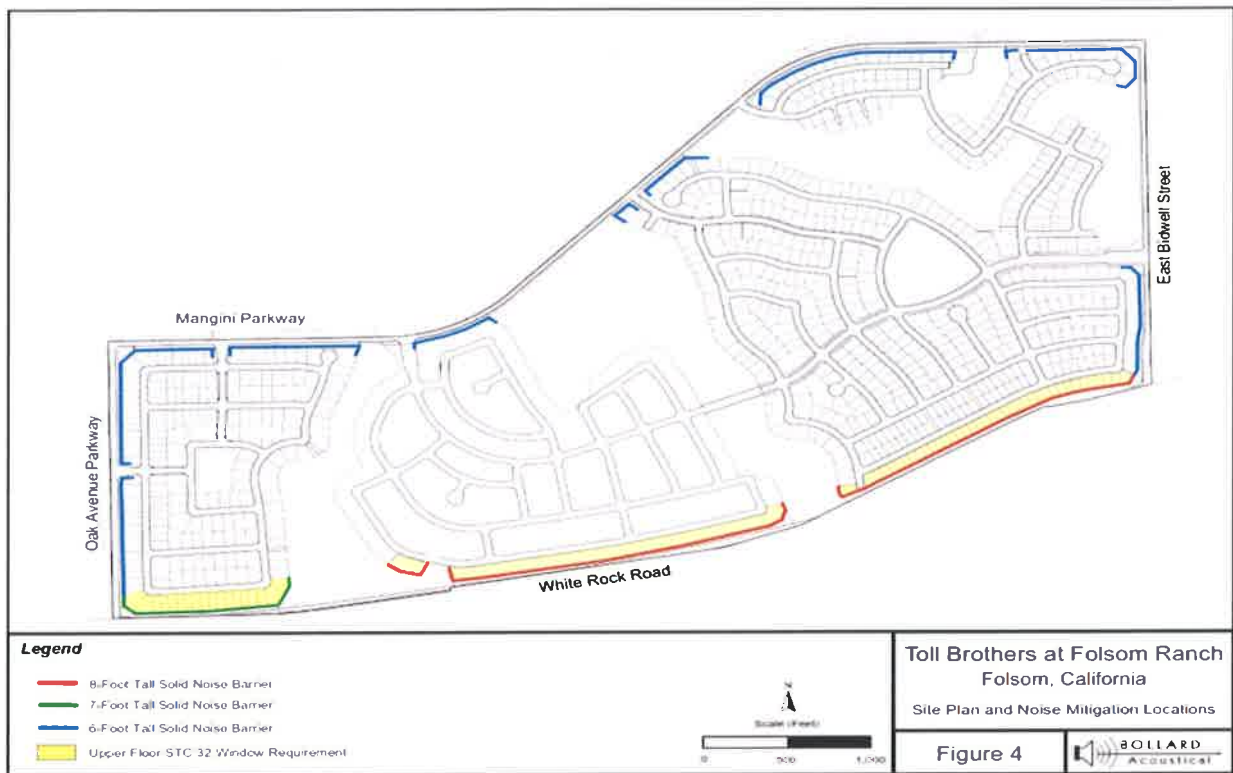 Mangini Parkway
Oak Avenue Parkway
East Bidwell Street
White Rock Road
Legend
8-Foot Tall Solid Noise Barrier
7-Foot Tall Solid Noise Barrier
6-Foot Tall Solid Noise Barrier
Upper Floor STC 32 Window Requirement
N
Scale (Feet)
0 500 1,000
Toll Brothers at Folsom Ranch
Folsom, California
Site Plan and Noise Mitigation Locations
Figure 4
BOLLARD
Acoustical